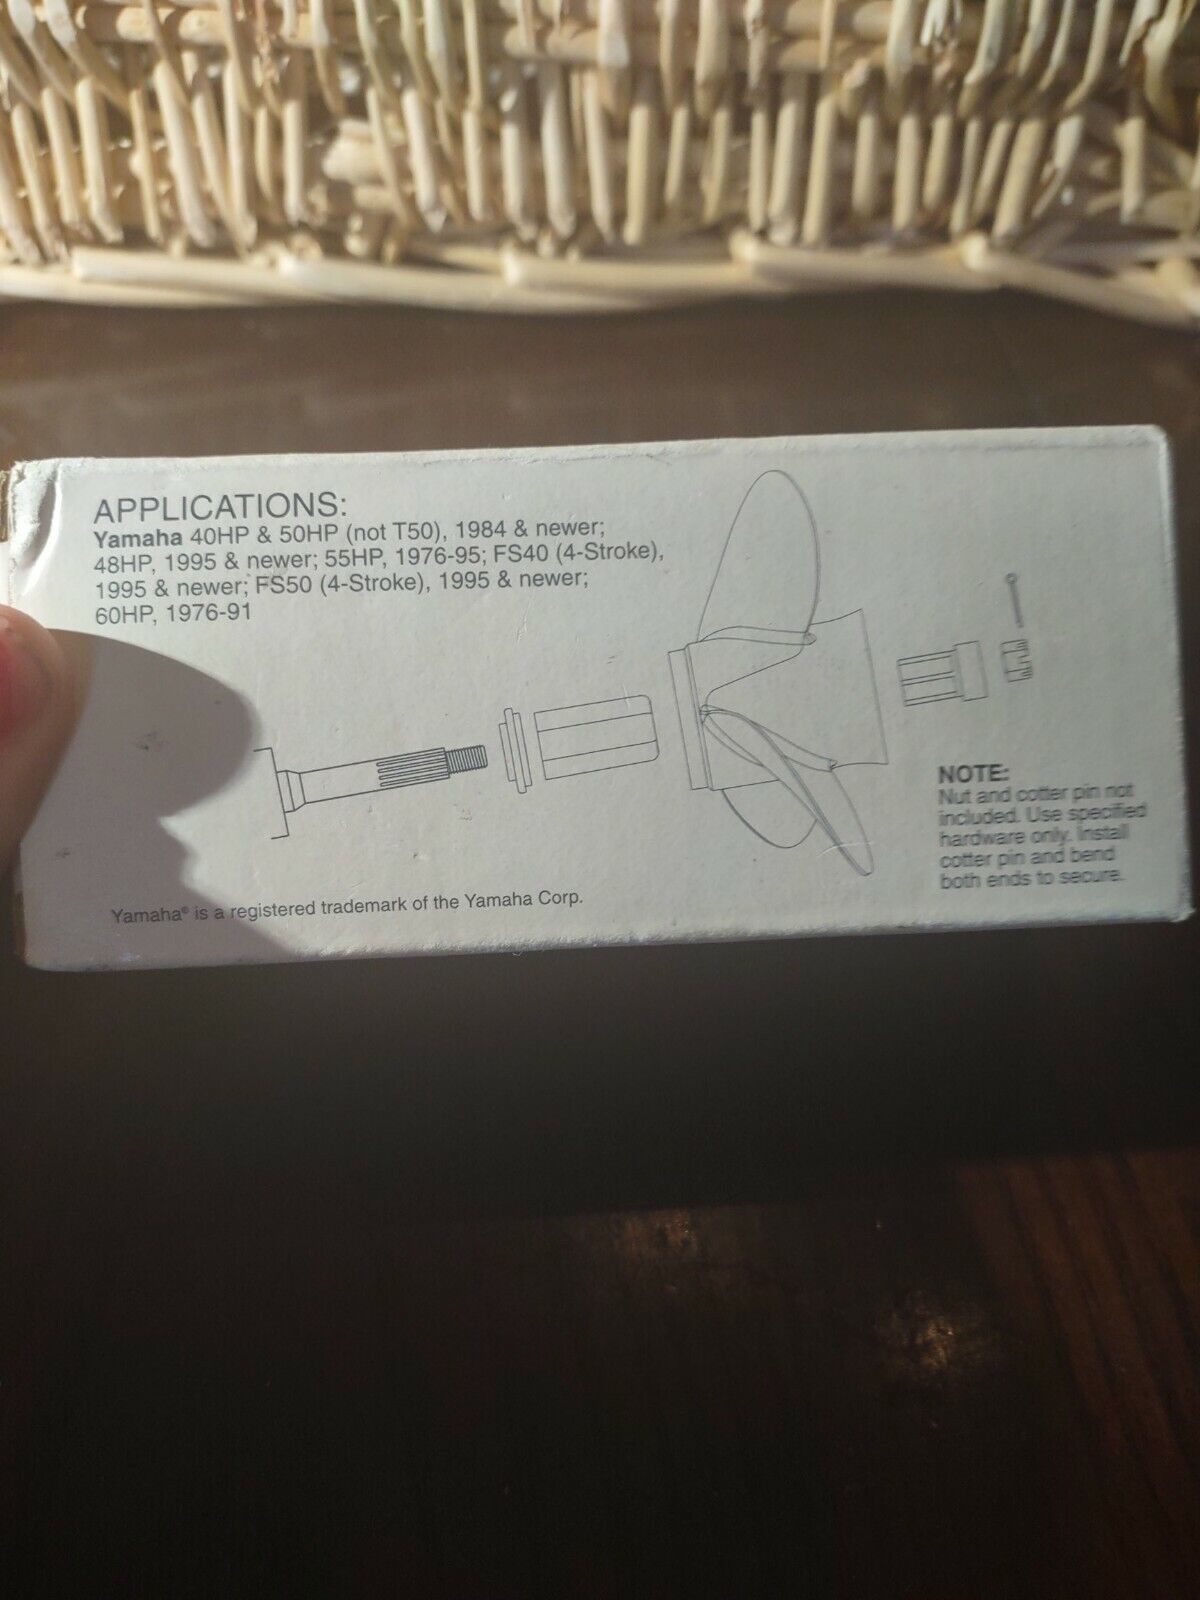 APPLICATIONS:
Yamaha 40HP & 50HP (not T50), 1984 & newer;
48HP, 1995 & newer; 55HP, 1976-95; FS40 (4-Stroke),
1995 & newer; FS50 (4-Stroke), 1995 & newer;
60HP, 1976-91
NOTE:
Nut and cotter pin not
included. Use specified
hardware only. Install
cotter pin and bend
both ends to secure.
Yamaha® is a registered trademark of the Yamaha Corp.